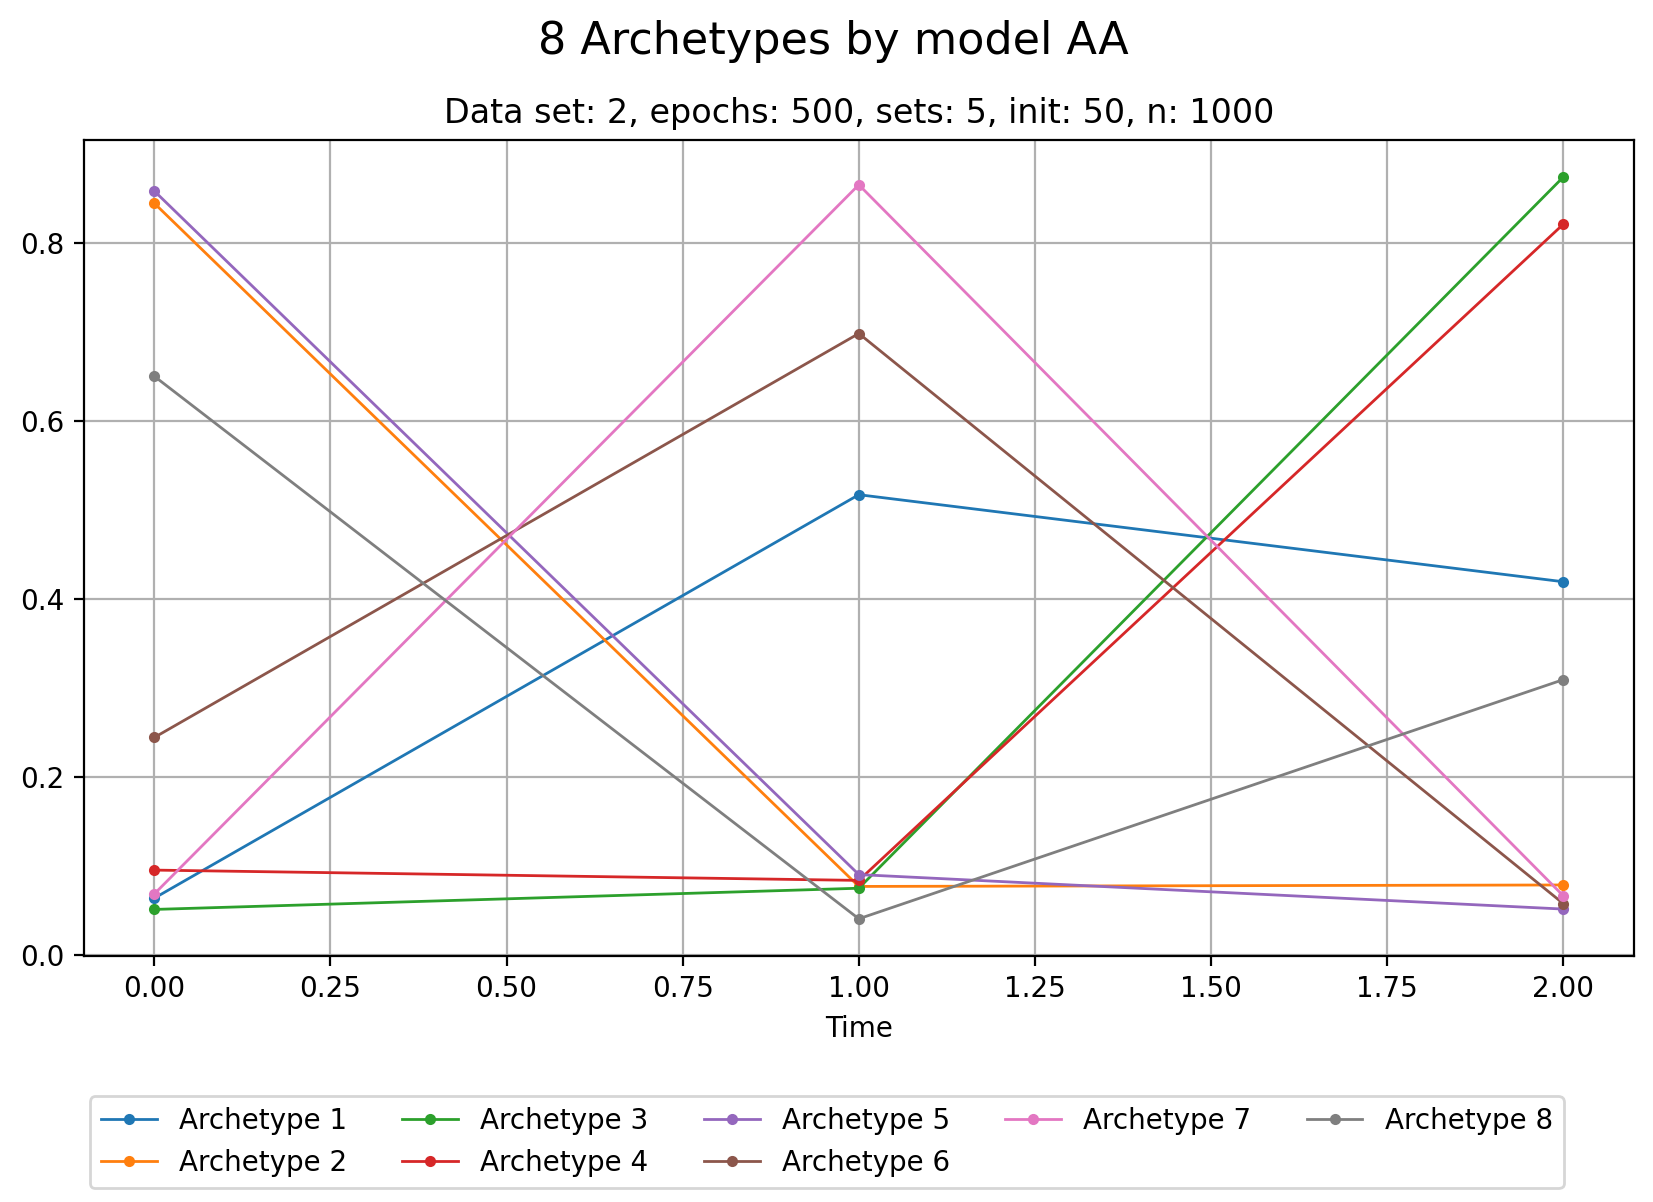 8 Archetypes by model AA
Data set: 2, epochs: 500, sets: 5, init: 50, n: 1000
0.8
0.6
0.4
0.2
0.0
0.00 0.25 0.50 0.75 1.00 1.25 1.50 1.75 2.00
Time
Archetype 1 Archetype 3 Archetype 5 Archetype 7 Archetype 8
Archetype 2 Archetype 4 Archetype 6